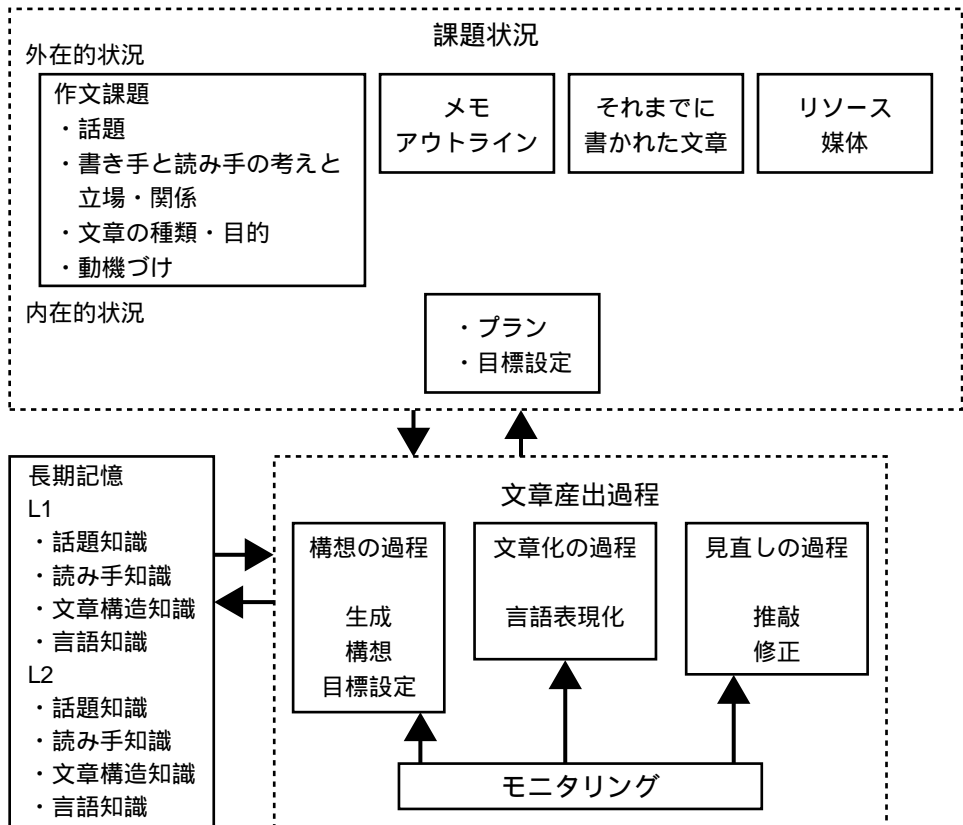 課題状況
外在的状況
作文課題
・話題
・書き手と読み手の考えと
立場・関係
・文章の種類・目的
・動機づけ
メモ
アウトライン
それまでに
書かれた文章
リソース
媒体
内在的状況
・プラン
・目標設定
長期記憶
L1
・話題知識
・読み手知識
・文章構造知識
・言語知識
L2
・話題知識
・読み手知識
・文章構造知識
・言語知識
文章産出過程
構想の過程
生成
構想
目標設定
文章化の過程
言語表現化
見直しの過程
推敲
修正
モニタリング